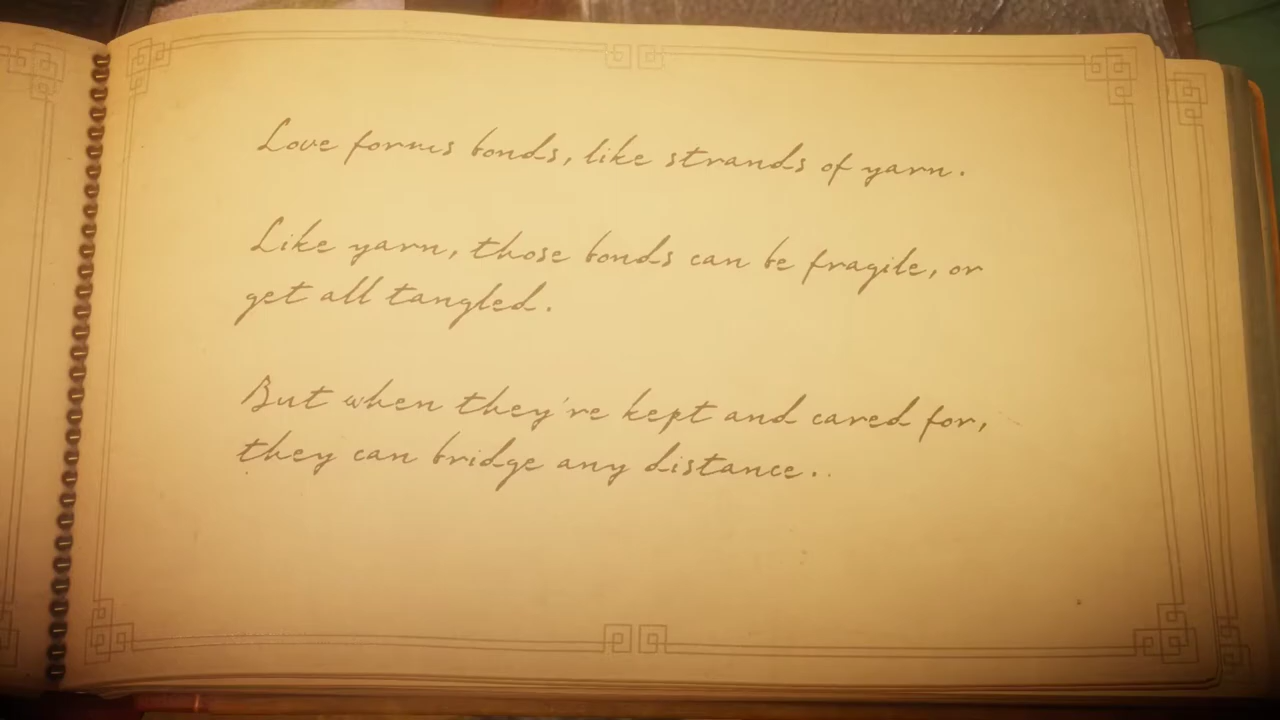 Love forms bonds, like strands of yarn.
Like yarn, those bonds can be fragile, or
get all tangled.
But when they're kept and cared for,
they can bridge any distance..